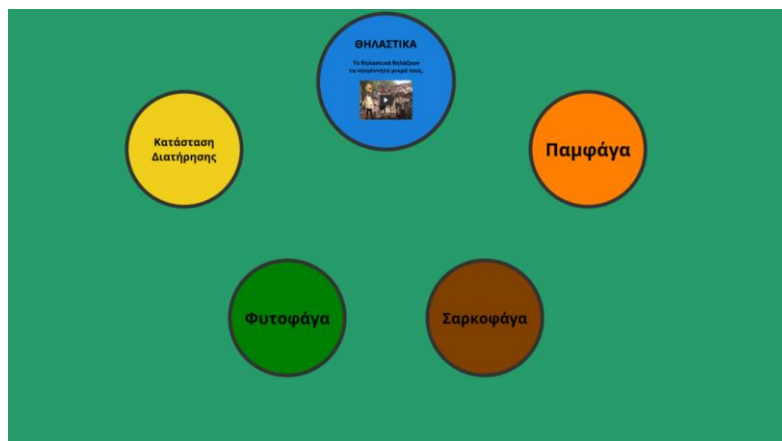 ΘΗΛΑΣΤΙΚΑ
Τα θηλαστικά θηλάζουν
τα νεογέννητα μικρά τους.
Κατάσταση
Διατήρησης
Παμφάγα
Φυτοφάγα
Σαρκοφάγα